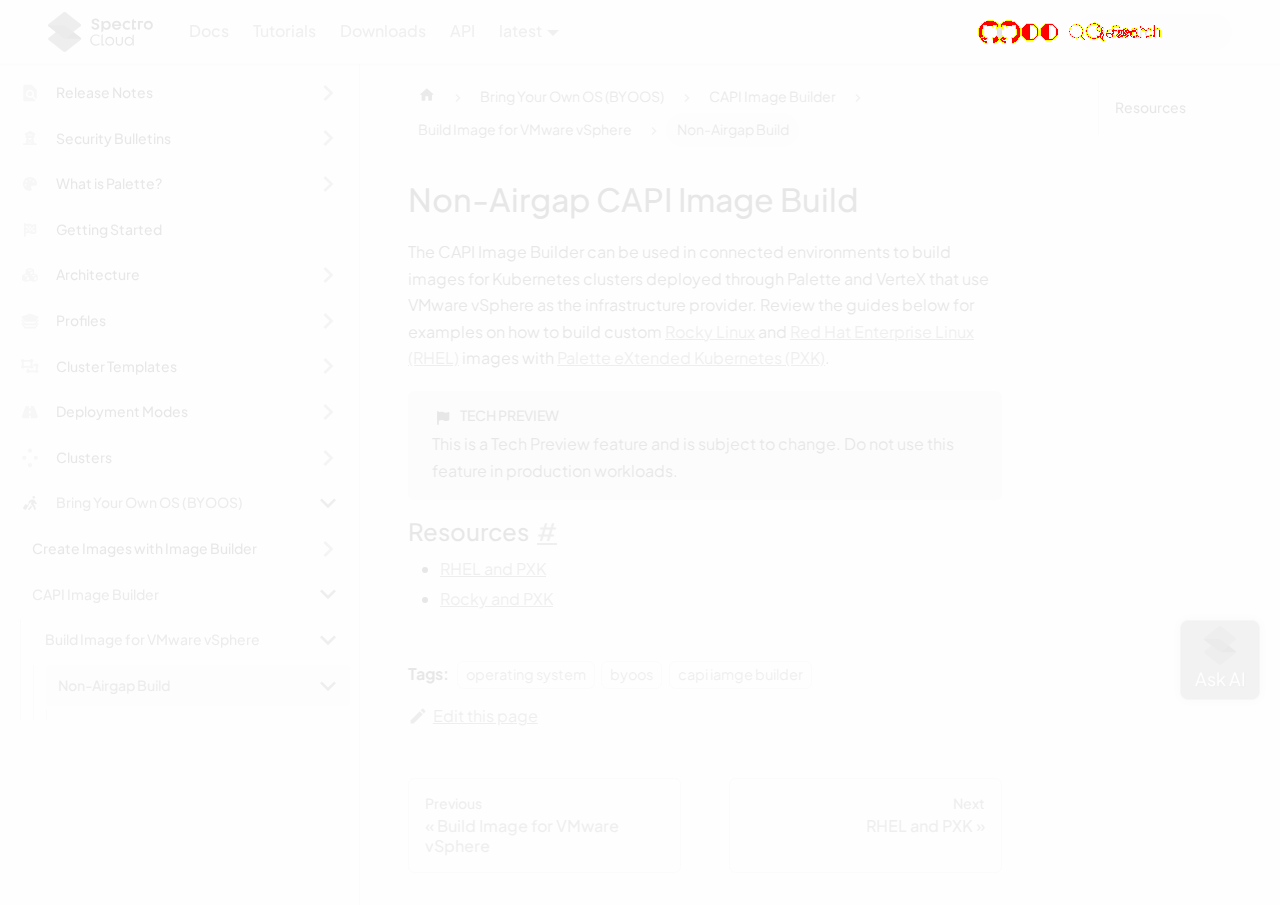 Spectro Cloud Docs Tutorials Downloads API latest Search
Release Notes
Security Bulletins
What is Palette?
Getting Started
Architecture
Profiles
Cluster Templates
Deployment Modes
Clusters
Bring Your Own OS (BYOOS)
Create Images with Image Builder
CAPI Image Builder
Build Image for VMware vSphere
Non-Airgap Build
Bring Your Own OS (BYOOS) › CAPI Image Builder ›
Build Image for VMware vSphere › Non-Airgap Build
Non-Airgap CAPI Image Build
The CAPI Image Builder can be used in connected environments to build
images for Kubernetes clusters deployed through Palette and VerteX that use
VMware vSphere as the infrastructure provider. Review the guides below for
examples on how to build custom Rocky Linux and Red Hat Enterprise Linux
(RHEL) images with Palette eXtended Kubernetes (PXK).
TECH PREVIEW
This is a Tech Preview feature and is subject to change. Do not use this
feature in production workloads.
Resources #
RHEL and PXK
Rocky and PXK
Tags: operating system byoos capi iamge builder
Edit this page
Previous
« Build Image for VMware
vSphere
Next
RHEL and PXK »
Resources
Ask AI